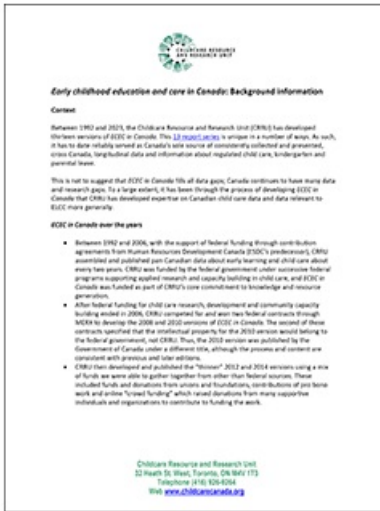 CHILDCARE RESOURCE
AND RESEARCH UNIT
Early childhood education and care in Canada: Background information
Context
Between 1992 and 2023, the Childcare Resource and Research Unit (CRRU) has developed
thirteen versions of ECEC in Canada. This 13 report series is unique in a number of ways. As such,
it has to date reliably served as Canada's sole source of consistently collected and presented,
cross Canada, longitudinal data and information about regulated child care, kindergarten and
parental leave.
This is not to suggest that ECEC in Canada fills all data gaps; Canada continues to have many data
and research gaps. To a large extent, it has been through the process of developing ECEC in
Canada that CRRU has developed expertise on Canadian child care data and data relevant to
ELCC more generally.
ECEC in Canada over the years
• Between 1992 and 2006, with the support of federal funding through contribution
agreements from Human Resources Development Canada (ESDC's predecessor), CRRU
assembled and published pan Canadian data about early learning and child care about
every two years. CRRU was funded by the federal government under successive federal
programs supporting applied research and capacity building in child care, and ECEC in
Canada was funded as part of CRRU's core commitment to knowledge and resource
generation.
• After federal funding for child care research, development and community capacity
building ended in 2006, CRRU competed for and won two federal contracts through
MERX to develop the 2008 and 2010 versions of ECEC in Canada. The second of these
contracts specified that the intellectual property for the 2010 version would belong to
the federal government, not CRRU. Thus, the 2010 version was published by the
Government of Canada under a different title, although the process and content are
consistent with previous and later editions.
• CRRU then developed and published the "thinner" 2012 and 2014 versions using a mix
of funds we were able to gather together from other than federal sources. These
included funds and donations from unions and foundations, contributions of pro bono
work and online "crowd funding" which raised donations from many supportive
individuals and organizations to contribute to funding the work.
Childcare Resource and Research Unit
32 Heath St. West, Toronto, ON M4V 1T3
Telephone (416) 926-9264
Web www.childcarecanada.org